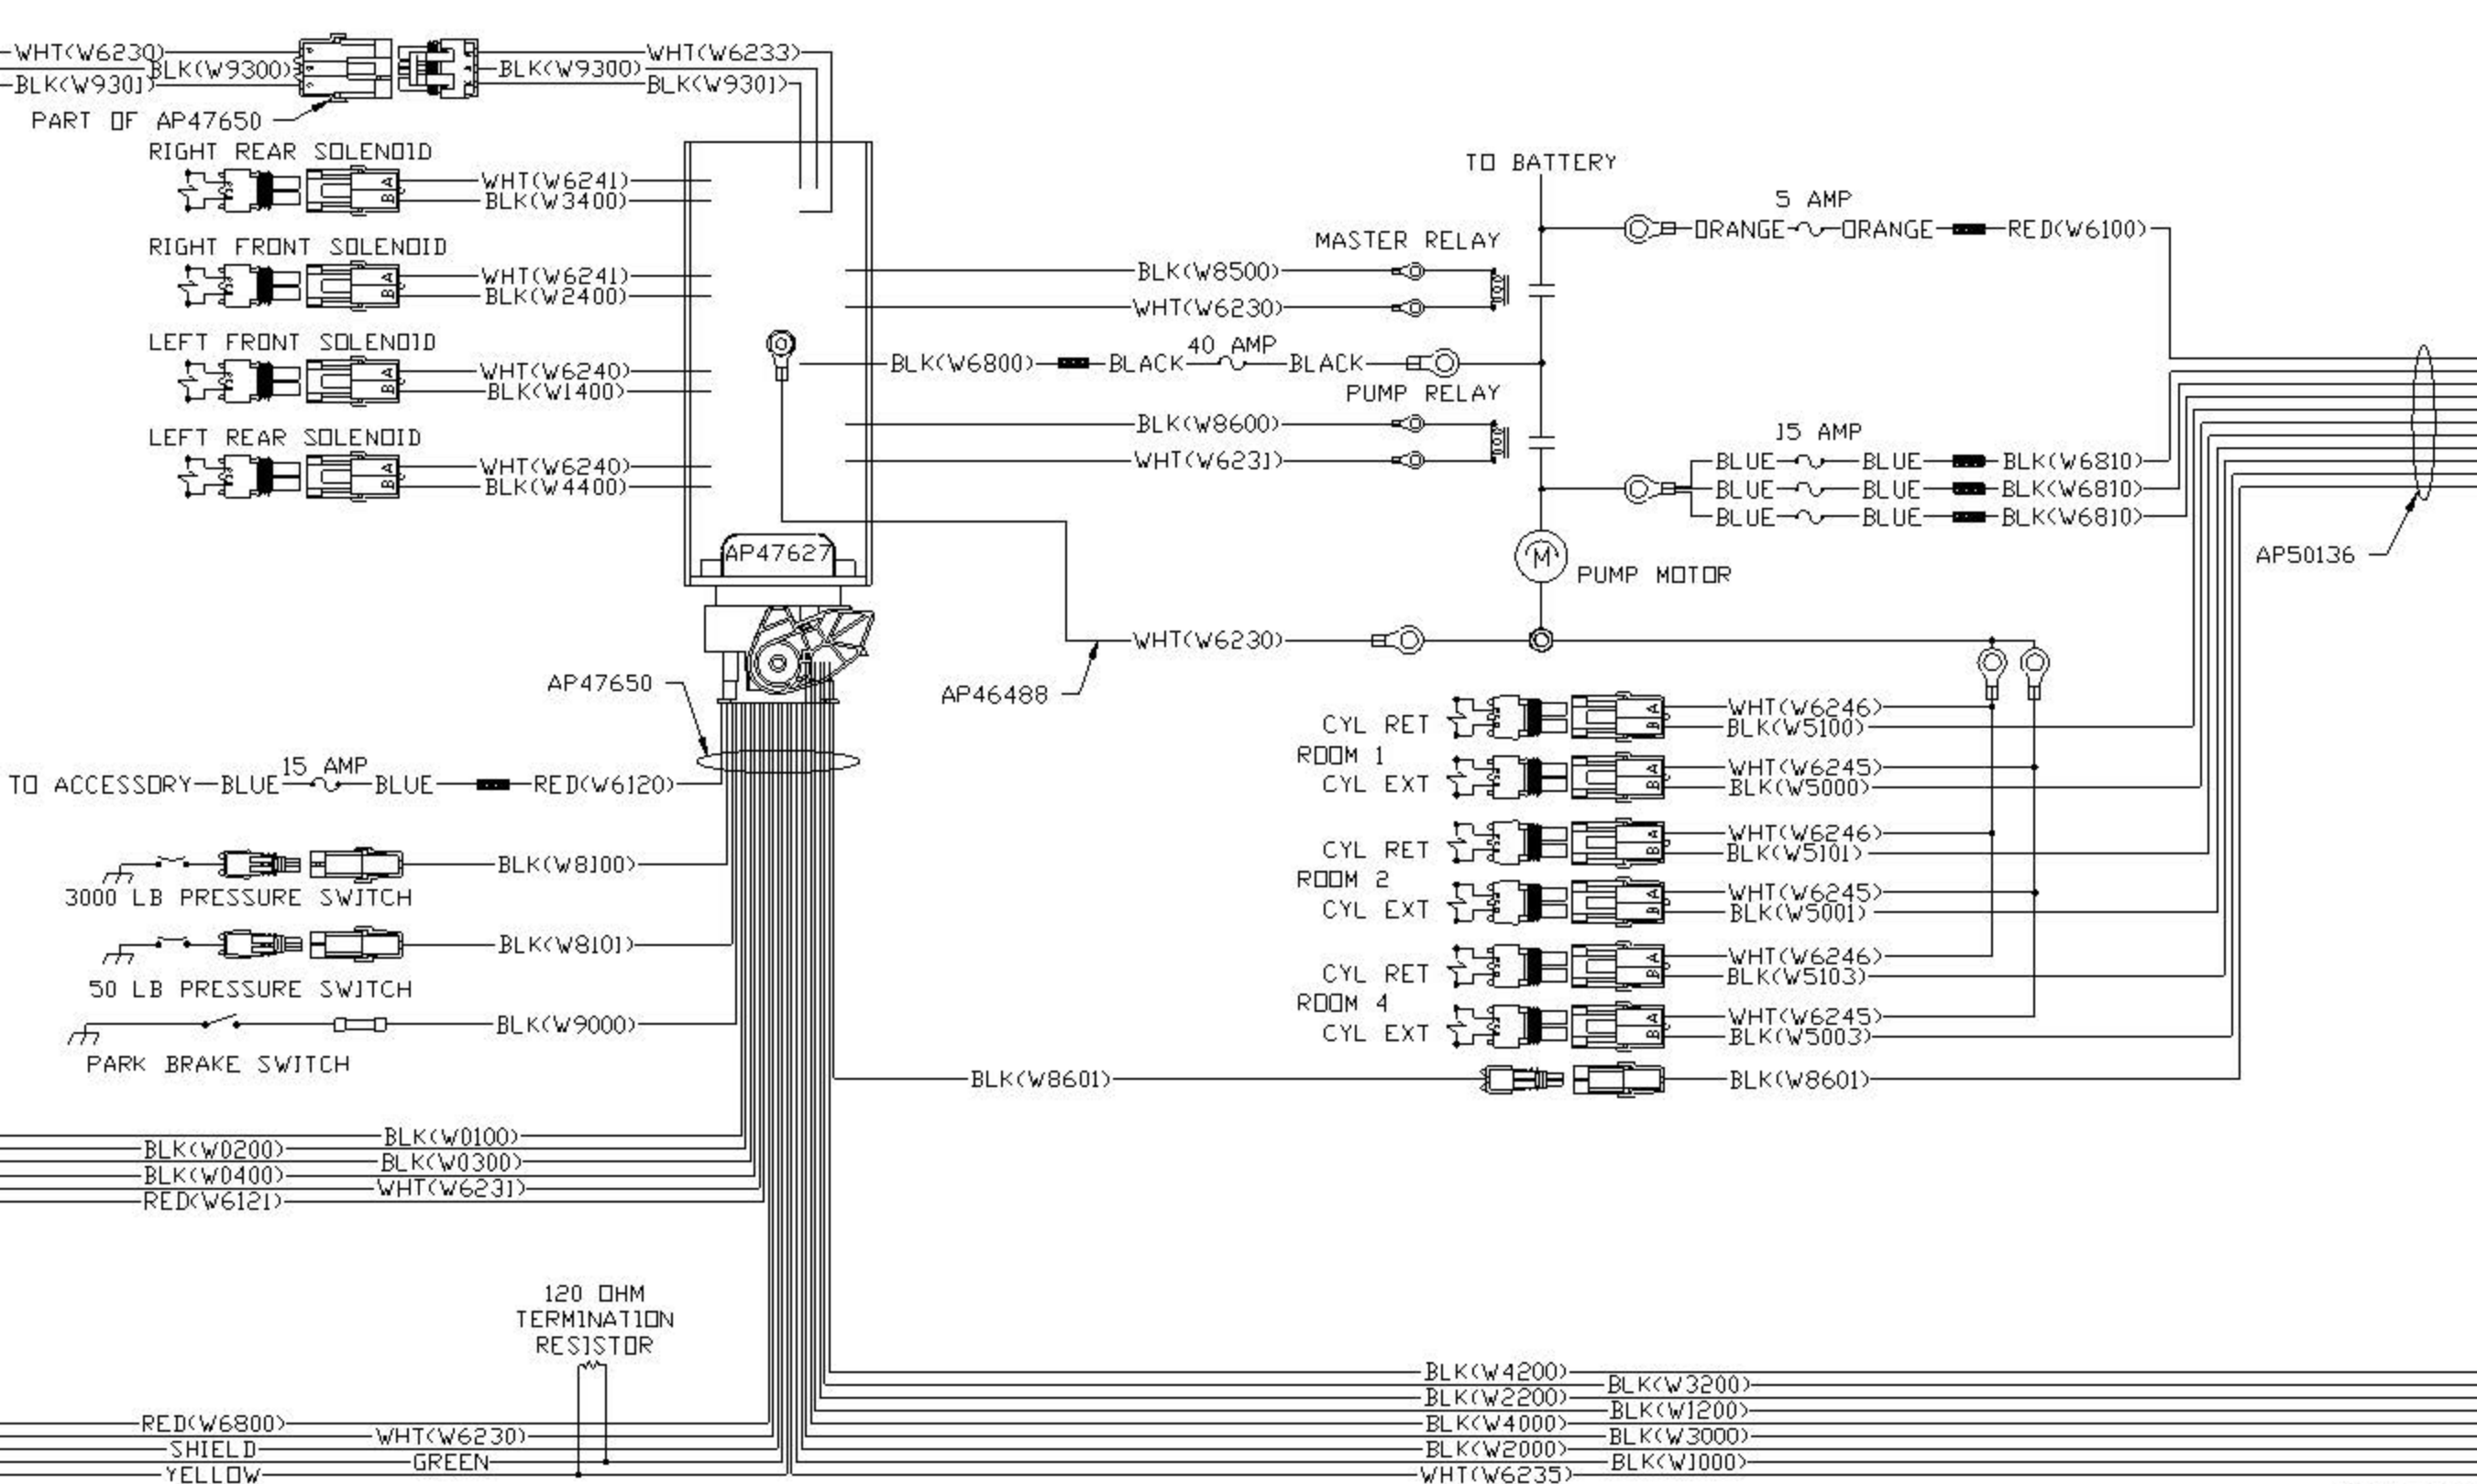 WHT(W6230)
BLK(W9300)
BLK(W9301)
WHT(W6233)
BLK(W9300)
BLK(W9301)
PART OF AP47650
RIGHT REAR SOLENOID
A
B
WHT(W6241)
BLK(W3400)
RIGHT FRONT SOLENOID
A
B
WHT(W6241)
BLK(W2400)
LEFT FRONT SOLENOID
A
B
WHT(W6240)
BLK(W1400)
LEFT REAR SOLENOID
A
B
WHT(W6240)
BLK(W4400)
AP47627
TO BATTERY
5 AMP
ORANGE
ORANGE
RED(W6100)
MASTER RELAY
BLK(W8500)
WHT(W6230)
40 AMP
BLK(W6800)
BLACK
BLACK
PUMP RELAY
BLK(W8600)
WHT(W6231)
15 AMP
BLUE
BLUE
BLK(W6810)
BLUE
BLUE
BLK(W6810)
BLUE
BLUE
BLK(W6810)
AP50136
M
PUMP MOTOR
WHT(W6230)
AP47650
AP46488
TO ACCESSORY
BLUE
15 AMP
BLUE
RED(W6120)
BLK(W8100)
3000 LB PRESSURE SWITCH
BLK(W8101)
50 LB PRESSURE SWITCH
BLK(W9000)
PARK BRAKE SWITCH
CYL RET
A
B
WHT(W6246)
BLK(W5100)
ROOM 1
CYL EXT
A
B
WHT(W6245)
BLK(W5000)
CYL RET
A
B
WHT(W6246)
BLK(W5101)
ROOM 2
CYL EXT
A
B
WHT(W6245)
BLK(W5001)
CYL RET
A
B
WHT(W6246)
BLK(W5103)
ROOM 4
CYL EXT
A
B
WHT(W6245)
BLK(W5003)
BLK(W8601)
BLK(W8601)
BLK(W0100)
BLK(W0200)
BLK(W0300)
BLK(W0400)
WHT(W6231)
RED(W6121)
120 OHM
TERMINATION
RESISTOR
RED(W6800)
WHT(W6230)
SHIELD
GREEN
YELLOW
BLK(W4200)
BLK(W3200)
BLK(W2200)
BLK(W1200)
BLK(W4000)
BLK(W3000)
BLK(W2000)
BLK(W1000)
WHT(W6235)